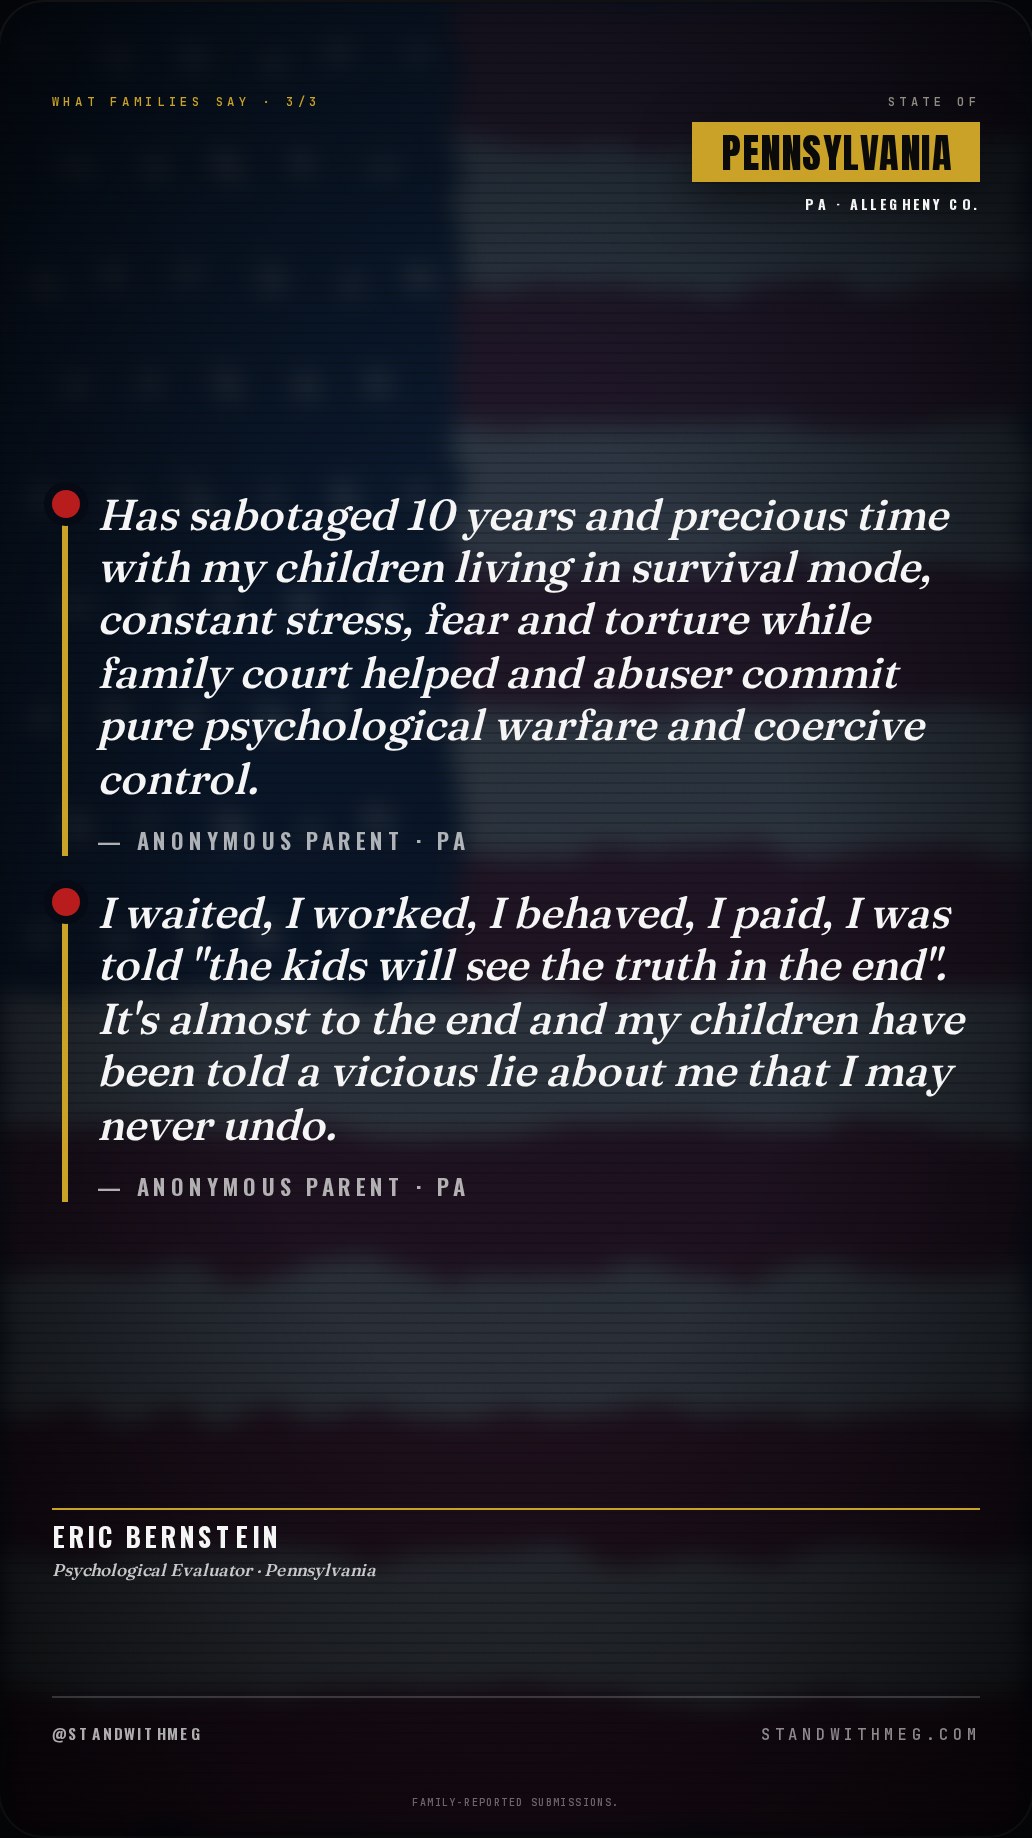 WHAT FAMILIES SAY · 3/3
STATE OF
PENNSYLVANIA
PA · ALLEGHENY CO.
Has sabotaged 10 years and precious time
with my children living in survival mode,
constant stress, fear and torture while
family court helped and abuser commit
pure psychological warfare and coercive
control.
— ANONYMOUS PARENT · PA
I waited, I worked, I behaved, I paid, I was
told "the kids will see the truth in the end".
It's almost to the end and my children have
been told a vicious lie about me that I may
never undo.
— ANONYMOUS PARENT · PA
ERIC BERNSTEIN
Psychological Evaluator · Pennsylvania
@STANDWITHMEG
STANDWITHMEG.COM
FAMILY-REPORTED SUBMISSIONS.